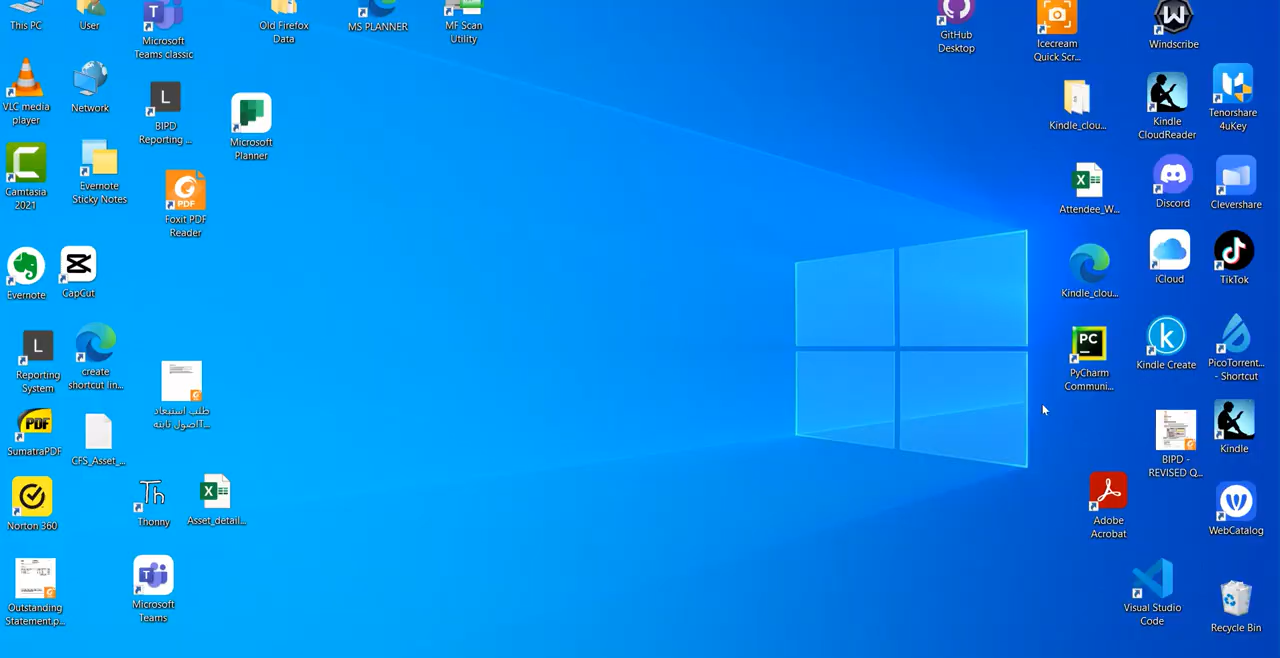 This PC
User
Microsoft
Teams classic
Old Firefox
Data
MS PLANNER
MF Scan
Utility
GitHub
Desktop
Icecream
Quick Scr...
Windscribe
VLC media
player
Network
L
BIPD
Reporting ...
Microsoft
Planner
Kindle_clou...
Kindle
CloudReader
Tenorshare
4uKey
Camtasia
2021
Evernote
Sticky Notes
PDF
Foxit PDF
Reader
Attendee_W...
Discord
Clevershare
Evernote
CapCut
Kindle_clou...
iCloud
TikTok
L
Reporting
System
create
shortcut_lin...
طلب استبعاد
اصول ثابتهT...
PC
PyCharm
Communi...
k
Kindle Create
PicoTorrent...
- Shortcut
PDF
SumatraPDF
CFS_Asset_...
BIPD -
REVISED Q...
Kindle
Norton 360
Th
Thonny
Asset_detail...
Adobe
Acrobat
WebCatalog
Outstanding
Statement.p...
Microsoft
Teams
Visual Studio
Code
Recycle Bin